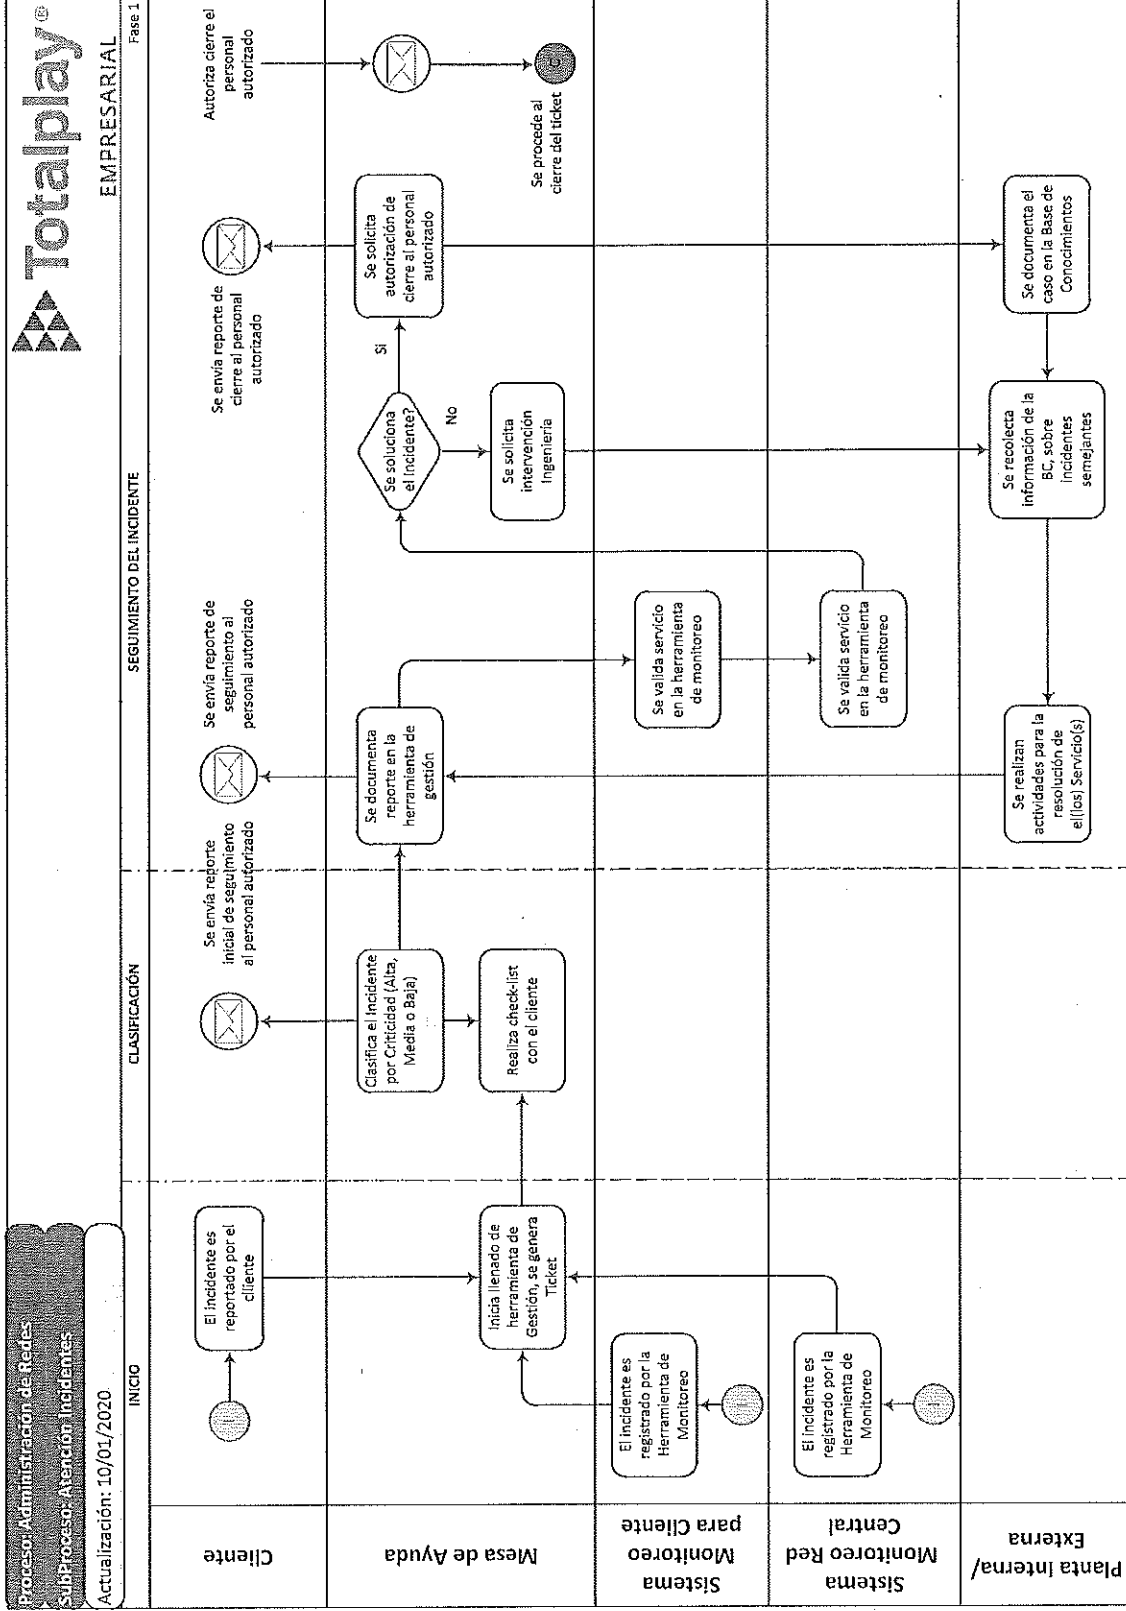 Proceso: Administración de Redes
SubProceso: Atención Incidentes
Actualización: 10/01/2020
Totalplay®
EMPRESARIAL
Fase 1
INICIO
CLASIFICACIÓN
SEGUIMIENTO DEL INCIDENTE
Cliente
El incidente es
reportado por el
cliiente
Se envía reporte
inicial de seguimiento
al personal autorizado
Se envía reporte de
seguimiento al
personal autorizado
Se envía reporte de
cierre al personal
autorizado
Autoriza cierre el
personal
autorizado
Mesa de Ayuda
Inicia llenado de
herramienta de
Gestión, se genera
Ticket
Clasifica el Incidente
por Criticidad (Alta,
Media o Baja)
Realiza check-list
con el cliente
Se documenta
reporte en la
herramienta de
gestión
Se soluciona
el Incidente?
Si
No
Se solicita
intervención
Ingeniería
Se solicita
autorización de
cierre al personal
autorizado
C
Se procede al
cierre del ticket
Sistema
Monitoreo
para Cliente
El incidente es
registrado por la
Herramienta de
Monitoreo
Se valida servicio
en la herramienta
de monitoreo
Sistema
Monitoreo Red
Central
El incidente es
registrado por la
Herramienta de
Monitoreo
Se valida servicio
en la herramienta
de monitoreo
Planta Interna/
Externa
Se realizan
actividades para la
resolución de
el(los) Servicio(s)
Se recolecta
información de la
BC, sobre
incidentes
semejantes
Se documenta el
caso en la Base de
Conocimientos